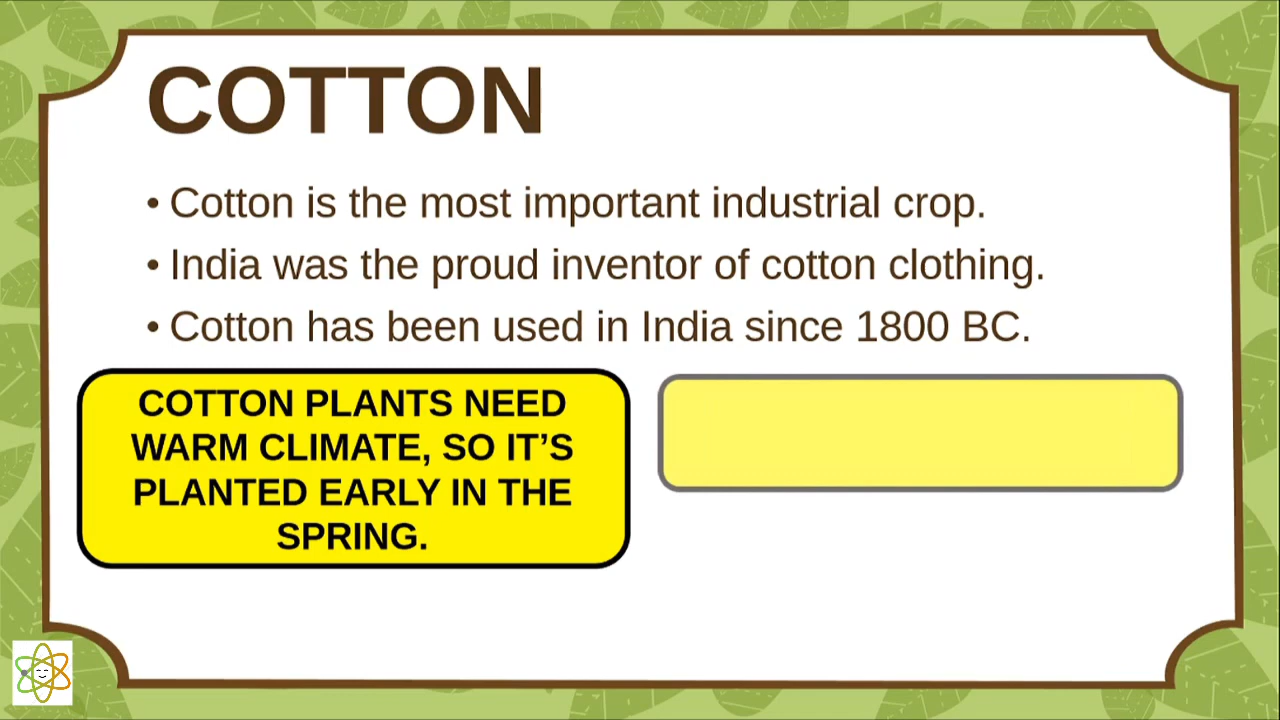 COTTON
• Cotton is the most important industrial crop.
• India was the proud inventor of cotton clothing.
• Cotton has been used in India since 1800 BC.
COTTON PLANTS NEED
WARM CLIMATE, SO IT’S
PLANTED EARLY IN THE
SPRING.